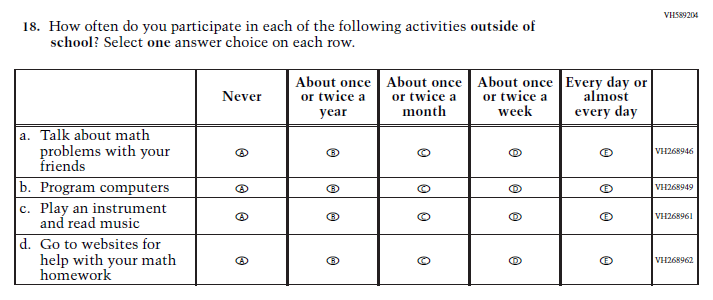 VH589204
18. How often do you participate in each of the following activities outside of
school? Select one answer choice on each row.
Never
About once
or twice a
year
About once
or twice a
month
About once
or twice a
week
Every day or
almost
every day
a. Talk about math
problems with your
friends
A B C D E VH268946
b. Program computers
A B C D E VH268949
c. Play an instrument
and read music
A B C D E VH268961
d. Go to websites for
help with your math
homework
A B C D E VH268962